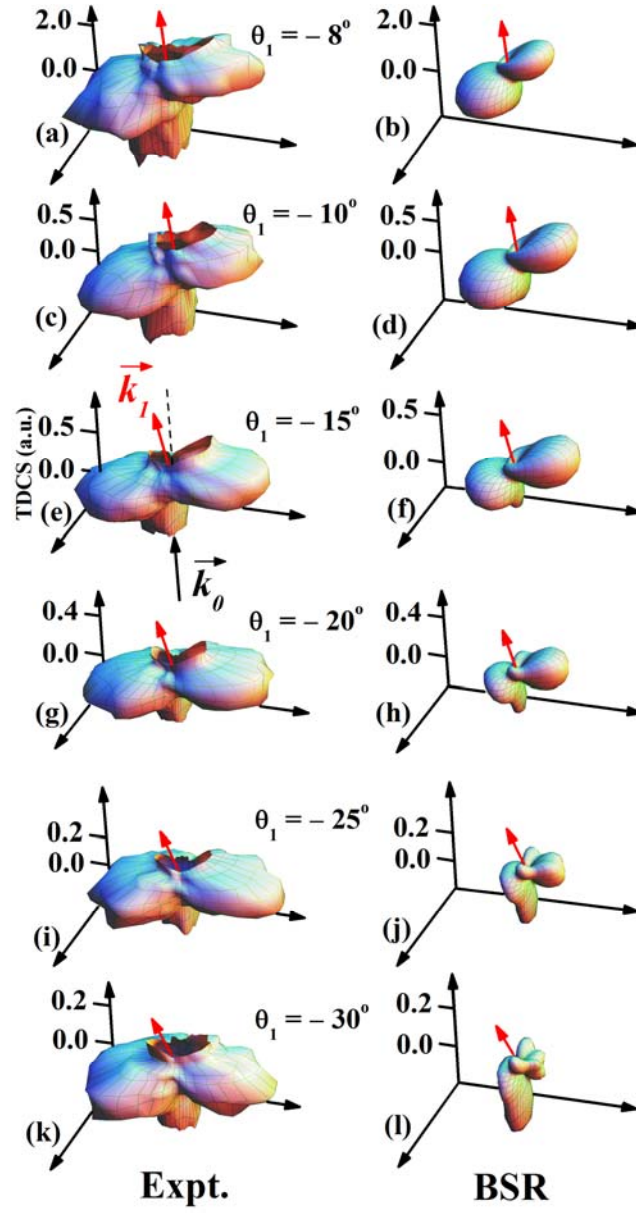 2.0
0.0
θ₁ = – 8°
(a)
(b)
2.0
0.0
0.5
0.0
θ₁ = – 10°
(c)
(d)
0.5
0.0
k₁
TDCS (a.u.)
0.5
0.0
θ₁ = – 15°
(e)
(f)
0.5
0.0
k₀
0.4
0.0
θ₁ = – 20°
(g)
(h)
0.4
0.0
0.2
0.0
θ₁ = – 25°
(i)
(j)
0.2
0.0
0.2
0.0
θ₁ = – 30°
(k)
(l)
0.2
0.0
Expt.
BSR